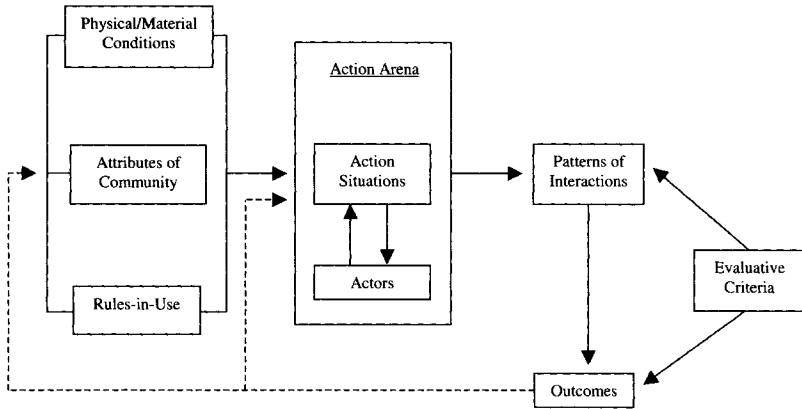 Physical/Material
Conditions
Action Arena
Attributes of
Community
Action
Situations
Patterns of
Interactions
Rules-in-Use
Actors
Evaluative
Criteria
Outcomes